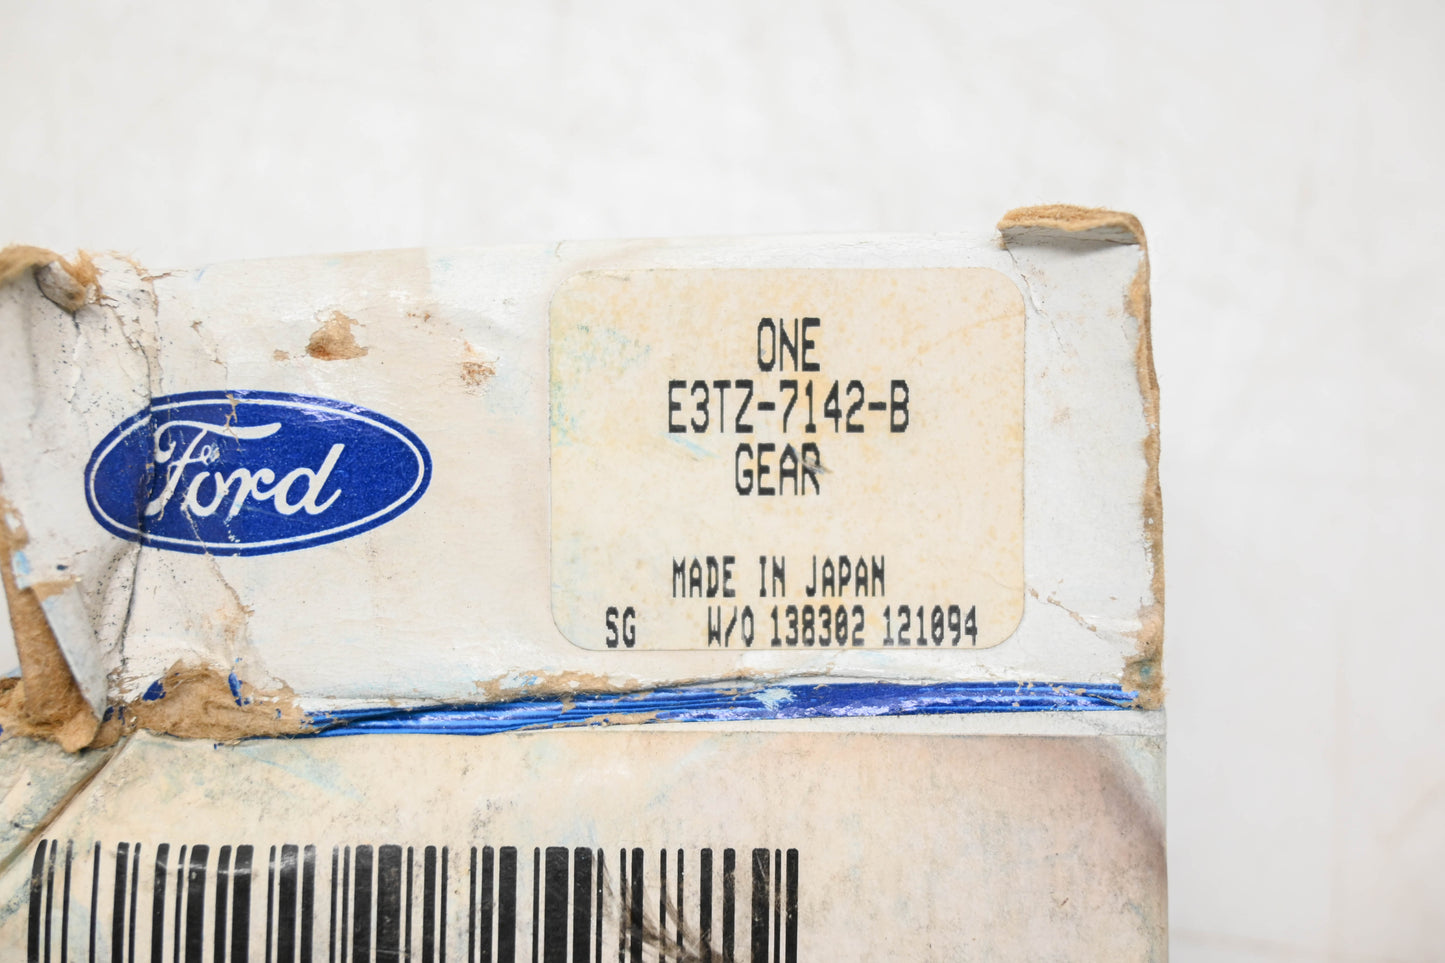 Ford
ONE
E3TZ-7142-B
GEAR
MADE IN JAPAN
SG W/O 138302 121094